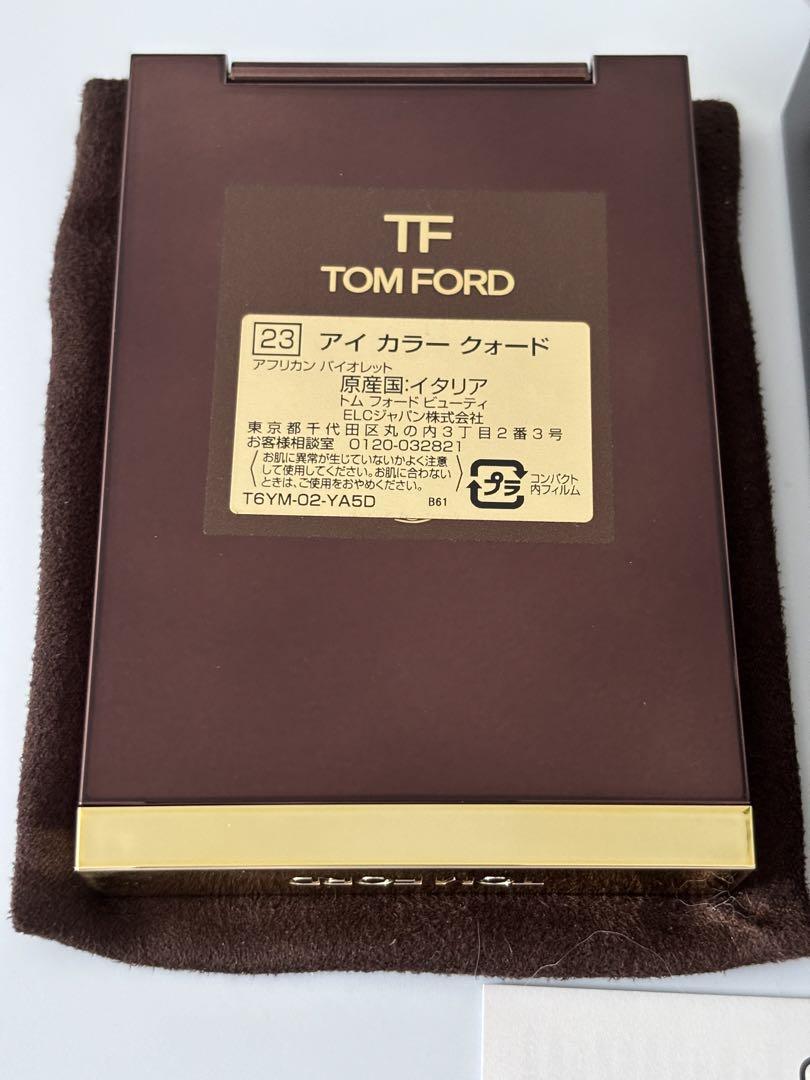 TF
TOM FORD
23 アイ カラー クォード
アフリカン バイオレット
原産国:イタリア
トム フォード ビューティ
ELCジャパン株式会社
東京都千代田区丸の内3丁目2番3号
お客様相談室 0120-032821
〈お肌に異常が生じていないかよく注意
して使用してください。お肌に合わない
ときは、ご使用をおやめください。〉
プラ
コンパクト
内フィルム
T6YM-02-YA5D B61
TOM FORD